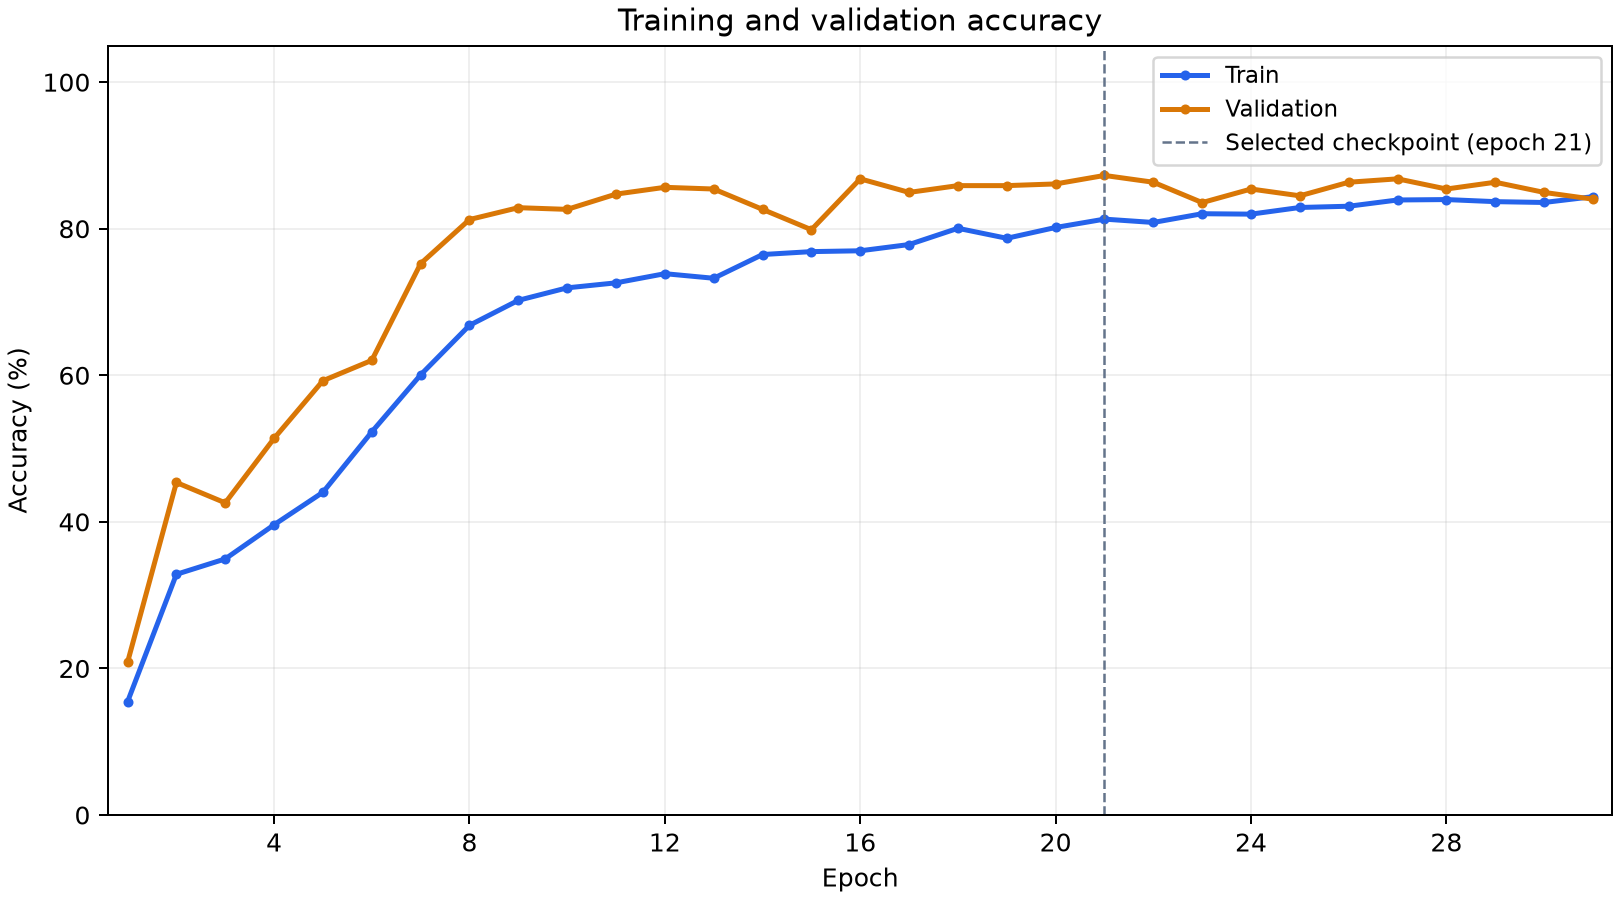 Training and validation accuracy
Train
Validation
Selected checkpoint (epoch 21)
Accuracy (%)
100
80
60
40
20
0
4 8 12 16 20 24 28
Epoch